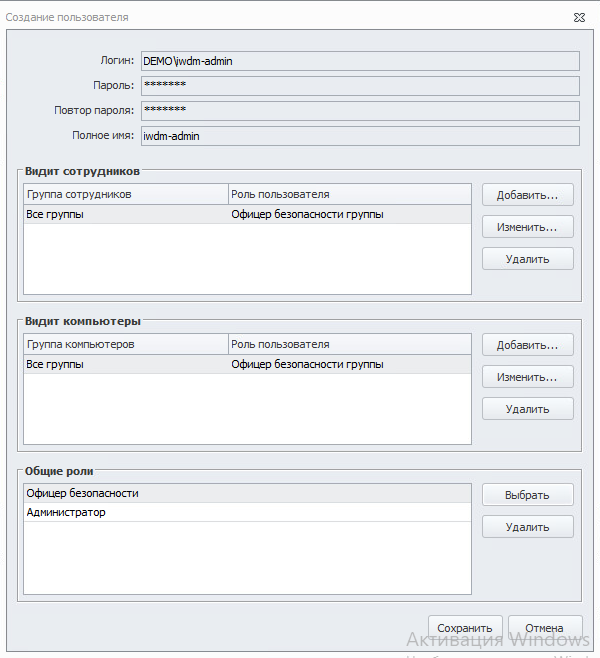 Создание пользователя
Логин: DEMO\iwdm-admin
Пароль: *******
Повтор пароля: *******
Полное имя: iwdm-admin
Видит сотрудников
Группа сотрудников Роль пользователя
Все группы Офицер безопасности группы
Добавить...
Изменить...
Удалить
Видит компьютеры
Группа компьютеров Роль пользователя
Все группы Офицер безопасности группы
Добавить...
Изменить...
Удалить
Общие роли
Офицер безопасности
Администратор
Выбрать
Удалить
Сохранить Отмена
Активация Windows